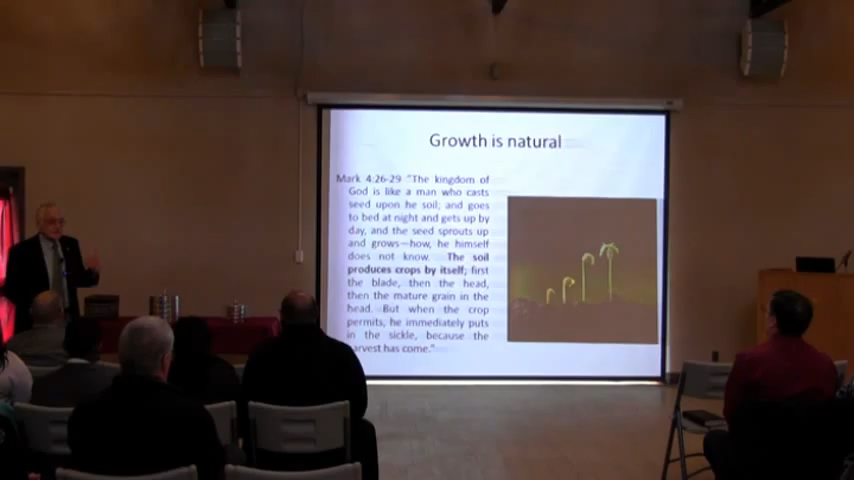 Growth is natural
Mark 4:26-29 "The kingdom of
God is like a man who casts
seed upon he soil; and goes
to bed at night and gets up by
day, and the seed sprouts up
and grows—how, he himself
does not know. The soil
produces crops by itself; first
the blade, then the head,
then the mature grain in the
head. But when the crop
permits, he immediately puts
in the sickle, because the
harvest has come."